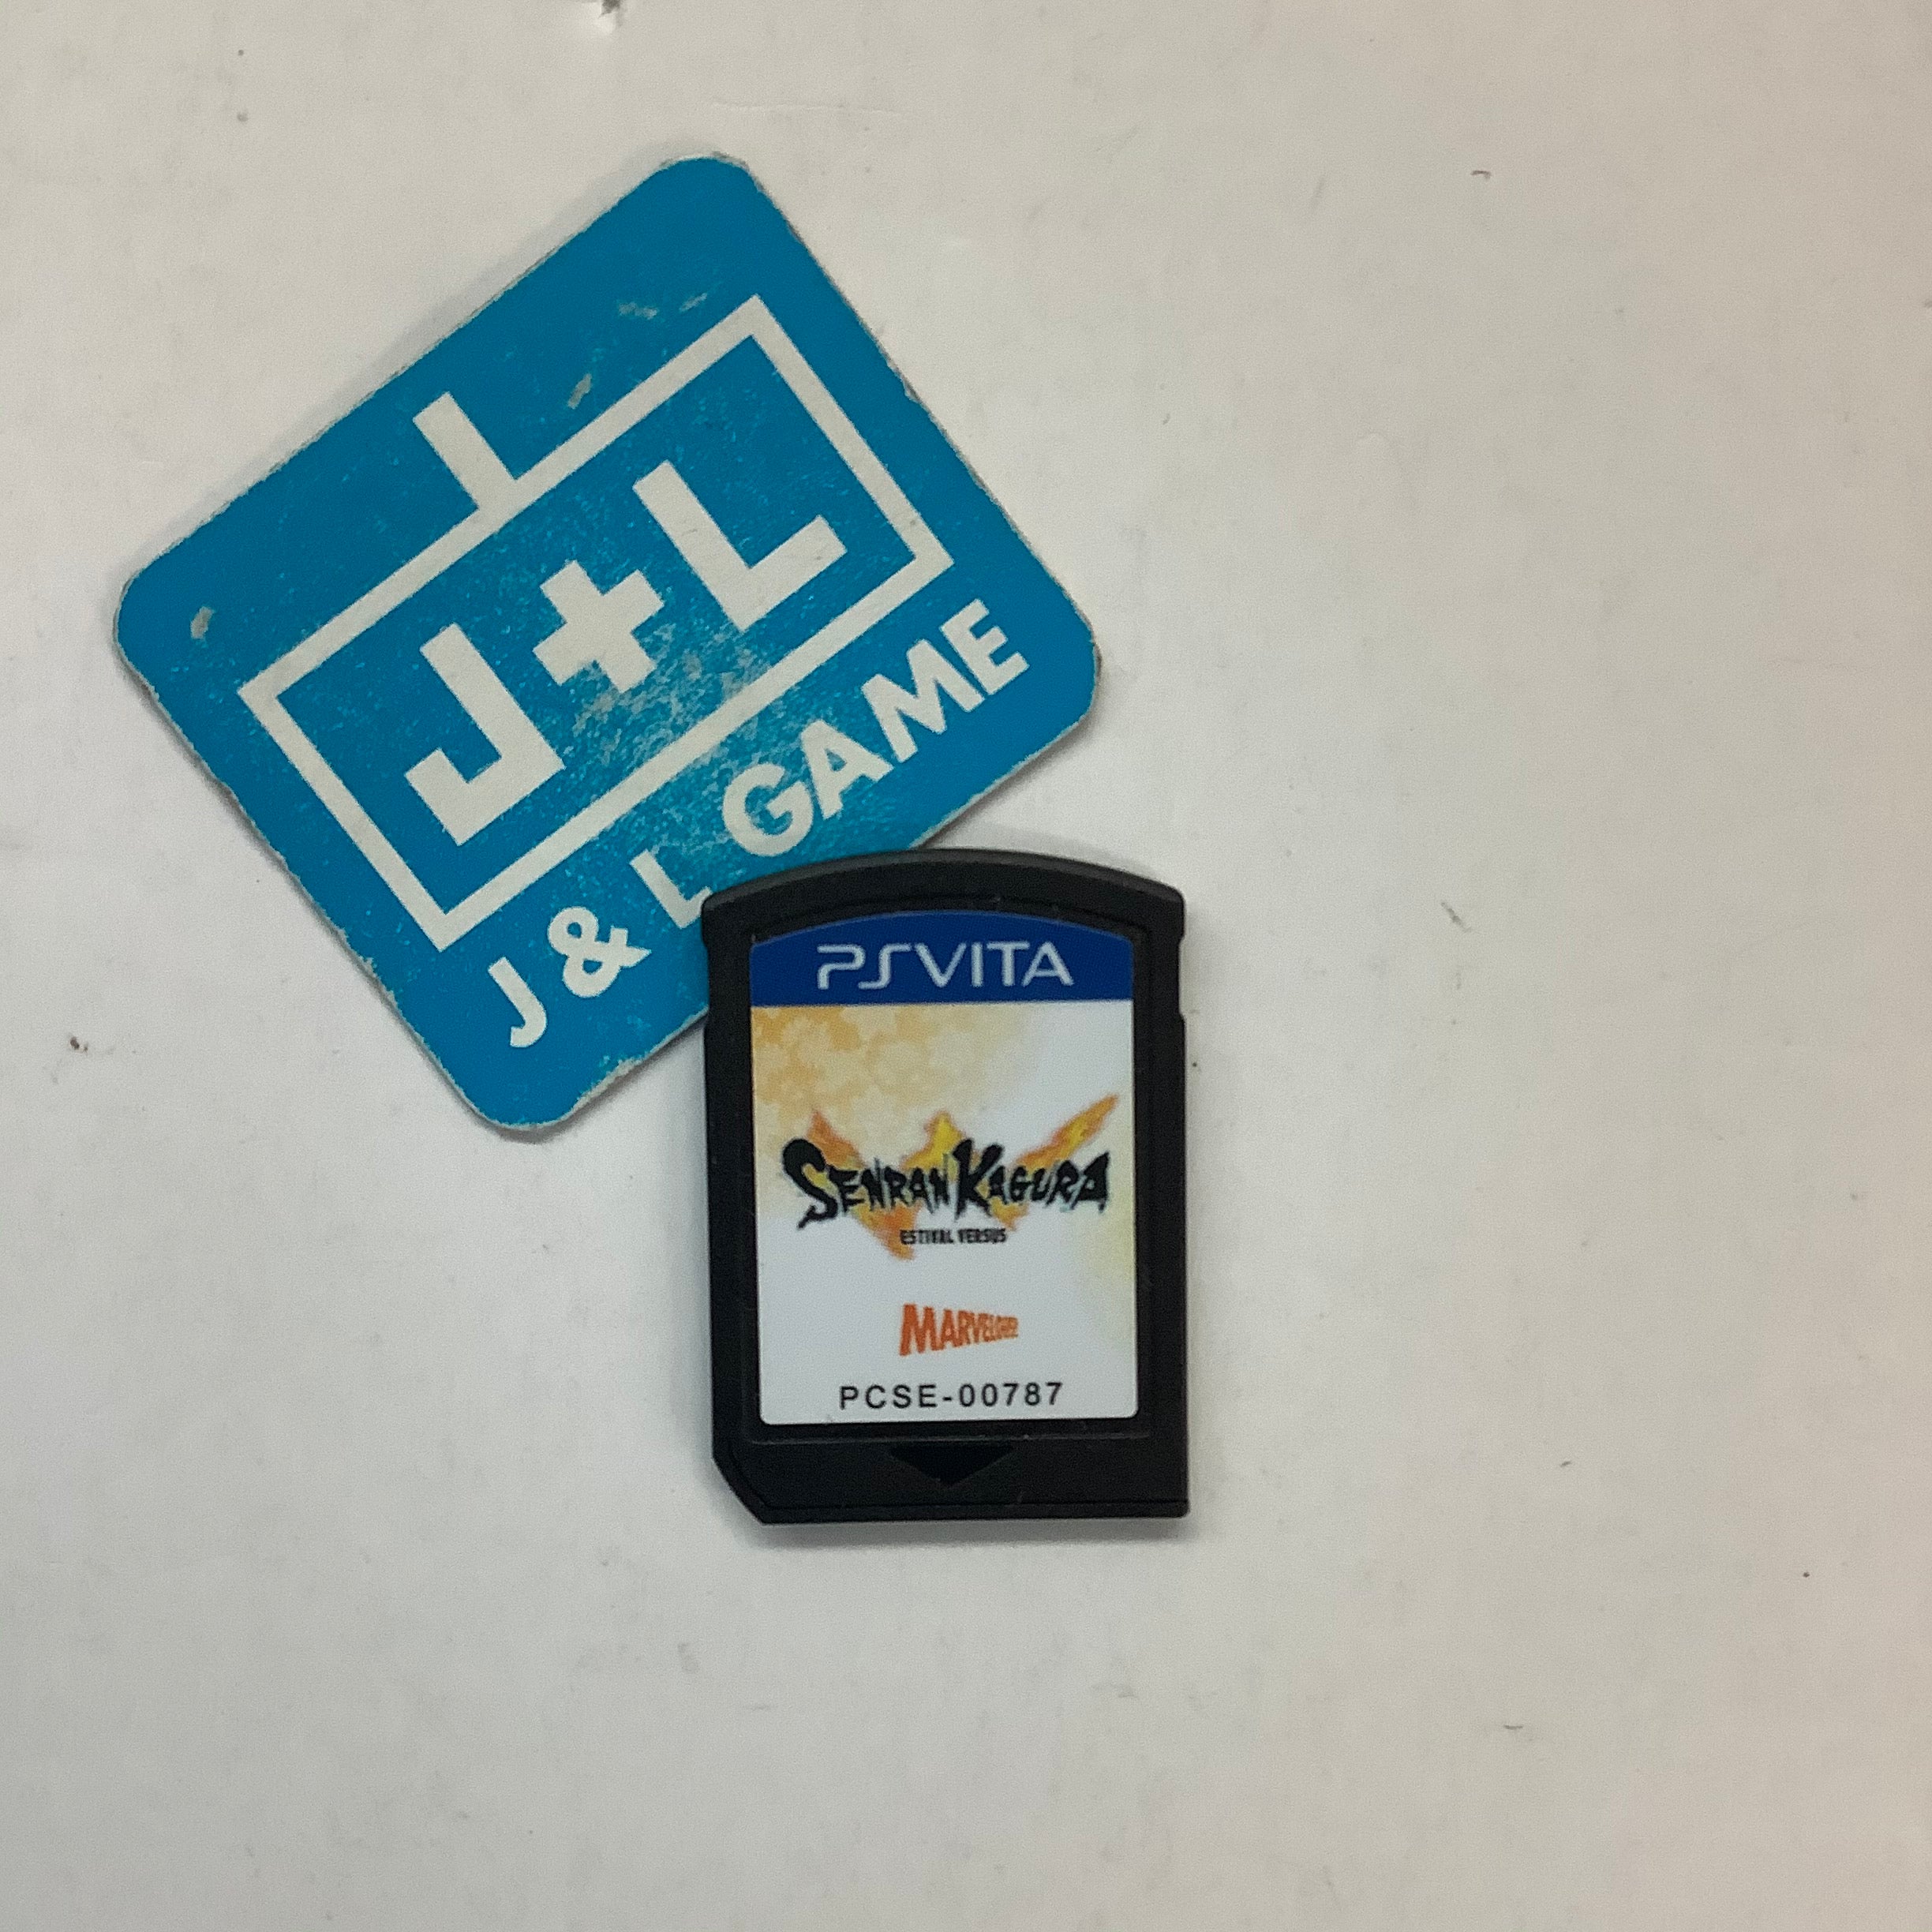 J+L
J & L GAME
PSVITA
SENRAN KAGURA
ESTIVAL VERSUS
MARVELOUS!
PCSE-00787